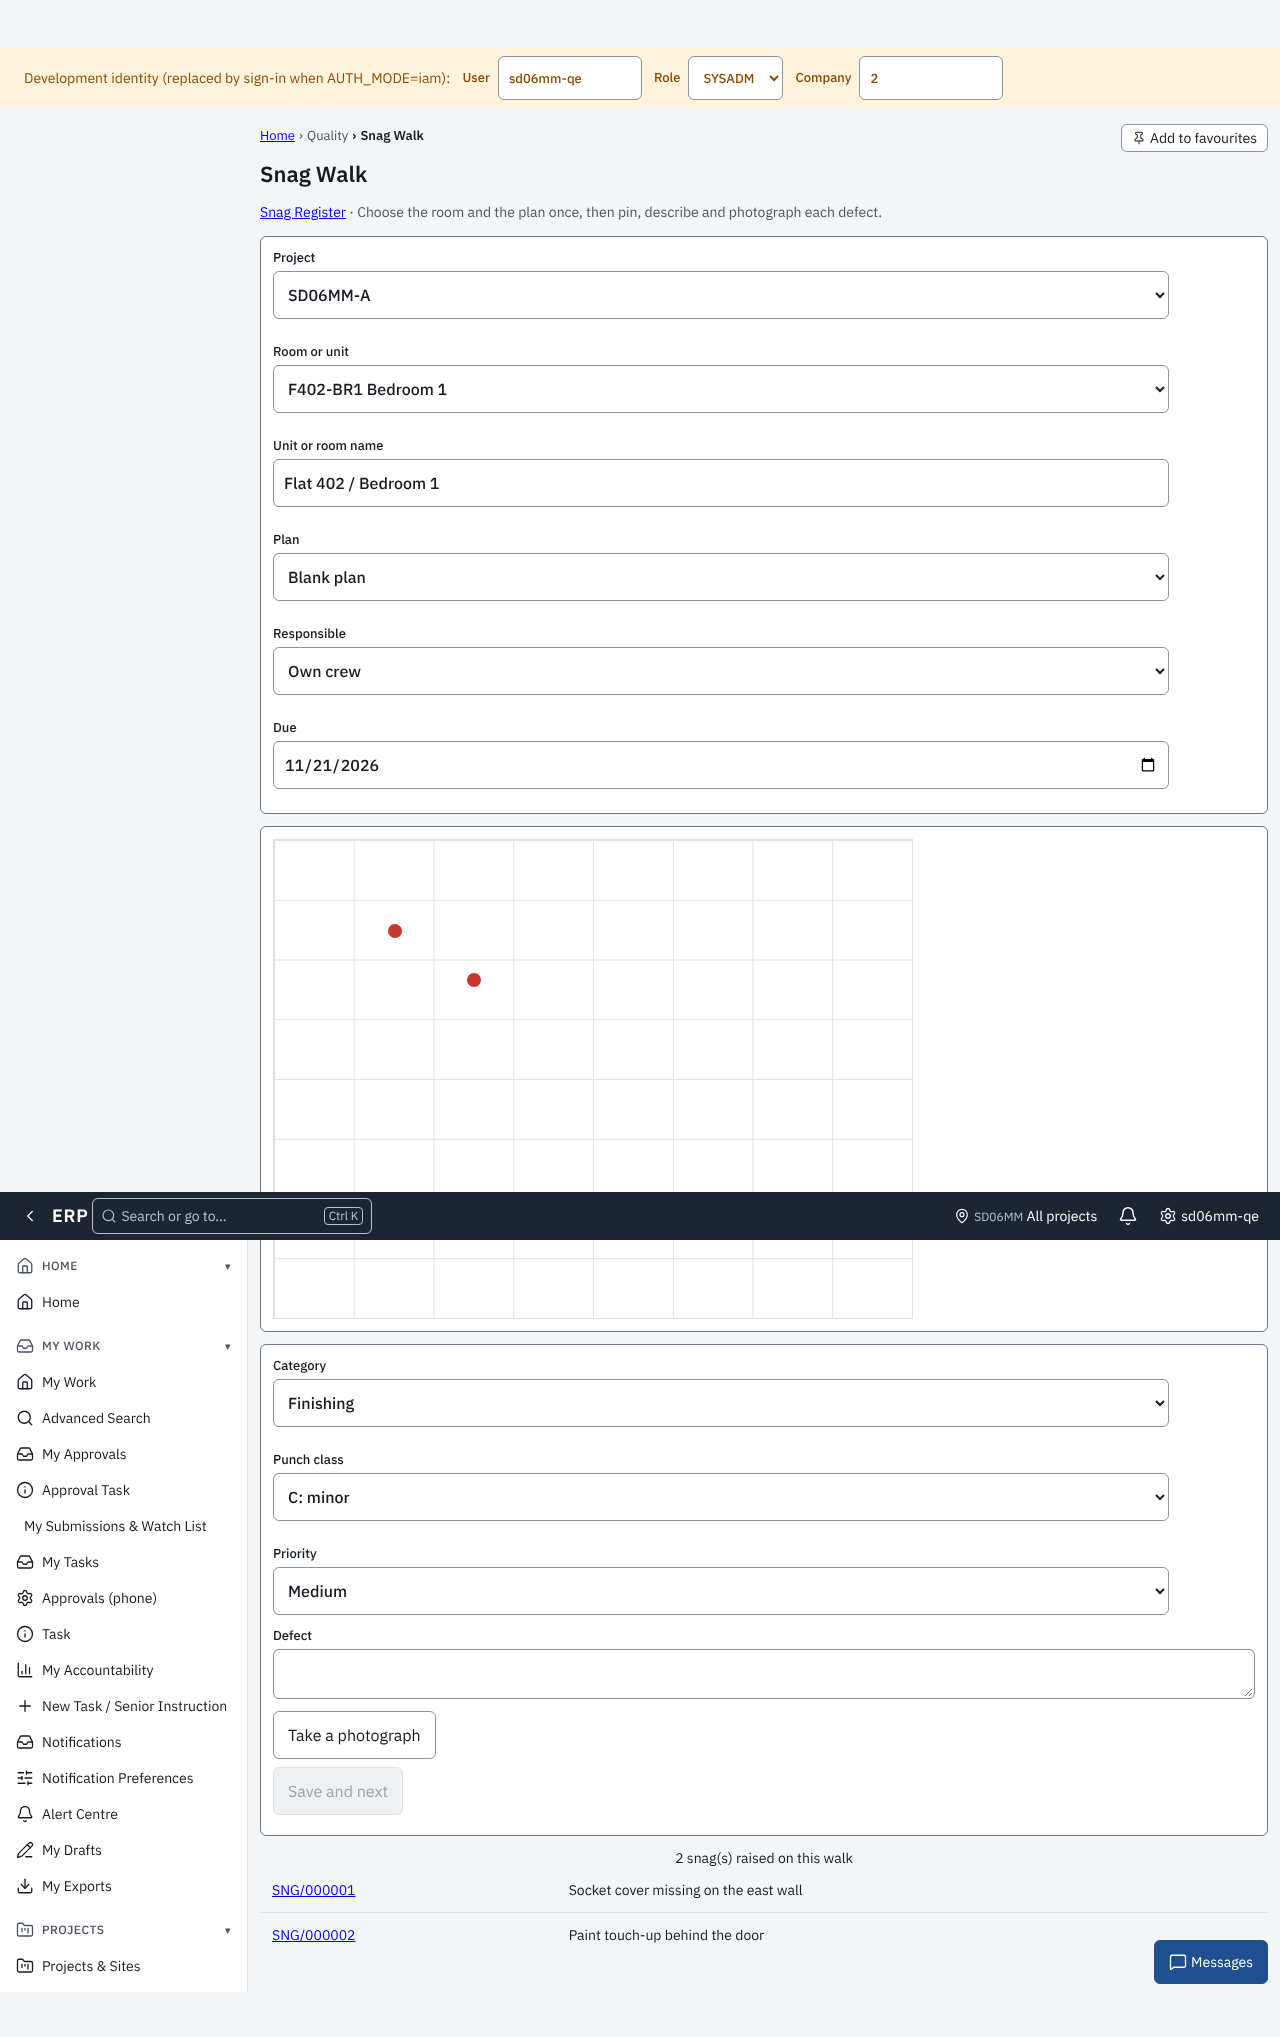 Development identity (replaced by sign-in when AUTH_MODE=iam): User sd06mm-qe Role SYSADM Company 2
Home › Quality › Snag Walk
Add to favourites
Snag Walk
Snag Register · Choose the room and the plan once, then pin, describe and photograph each defect.
Project
SD06MM-A
Room or unit
F402-BR1 Bedroom 1
Unit or room name
Flat 402 / Bedroom 1
Plan
Blank plan
Responsible
Own crew
Due
11/21/2026
ERP Search or go to... Ctrl K SD06MM All projects sd06mm-qe
HOME
Home
MY WORK
My Work
Advanced Search
My Approvals
Approval Task
My Submissions & Watch List
My Tasks
Approvals (phone)
Task
My Accountability
New Task / Senior Instruction
Notifications
Notification Preferences
Alert Centre
My Drafts
My Exports
PROJECTS
Projects & Sites
Category
Finishing
Punch class
C: minor
Priority
Medium
Defect
Take a photograph
Save and next
2 snag(s) raised on this walk
SNG/000001 Socket cover missing on the east wall
SNG/000002 Paint touch-up behind the door
Messages